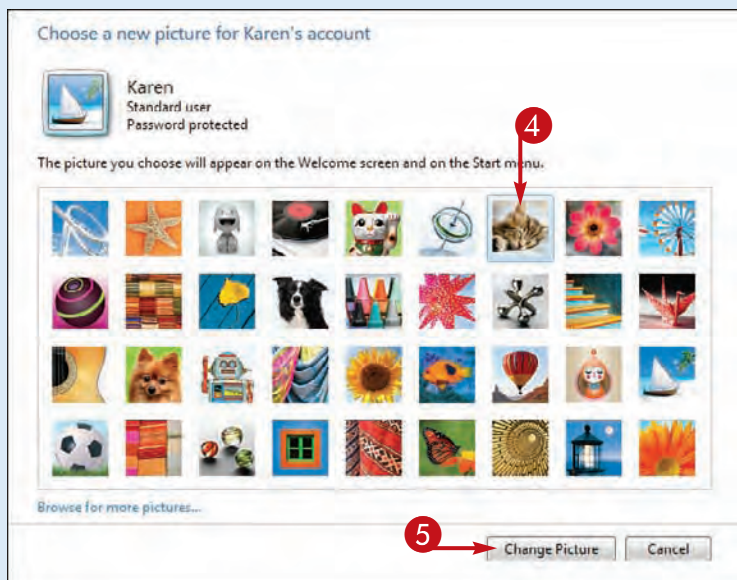 Choose a new picture for Karen's account
Karen
Standard user
Password protected
4
The picture you choose will appear on the Welcome screen and on the Start menu.
Browse for more pictures...
5
Change Picture
Cancel